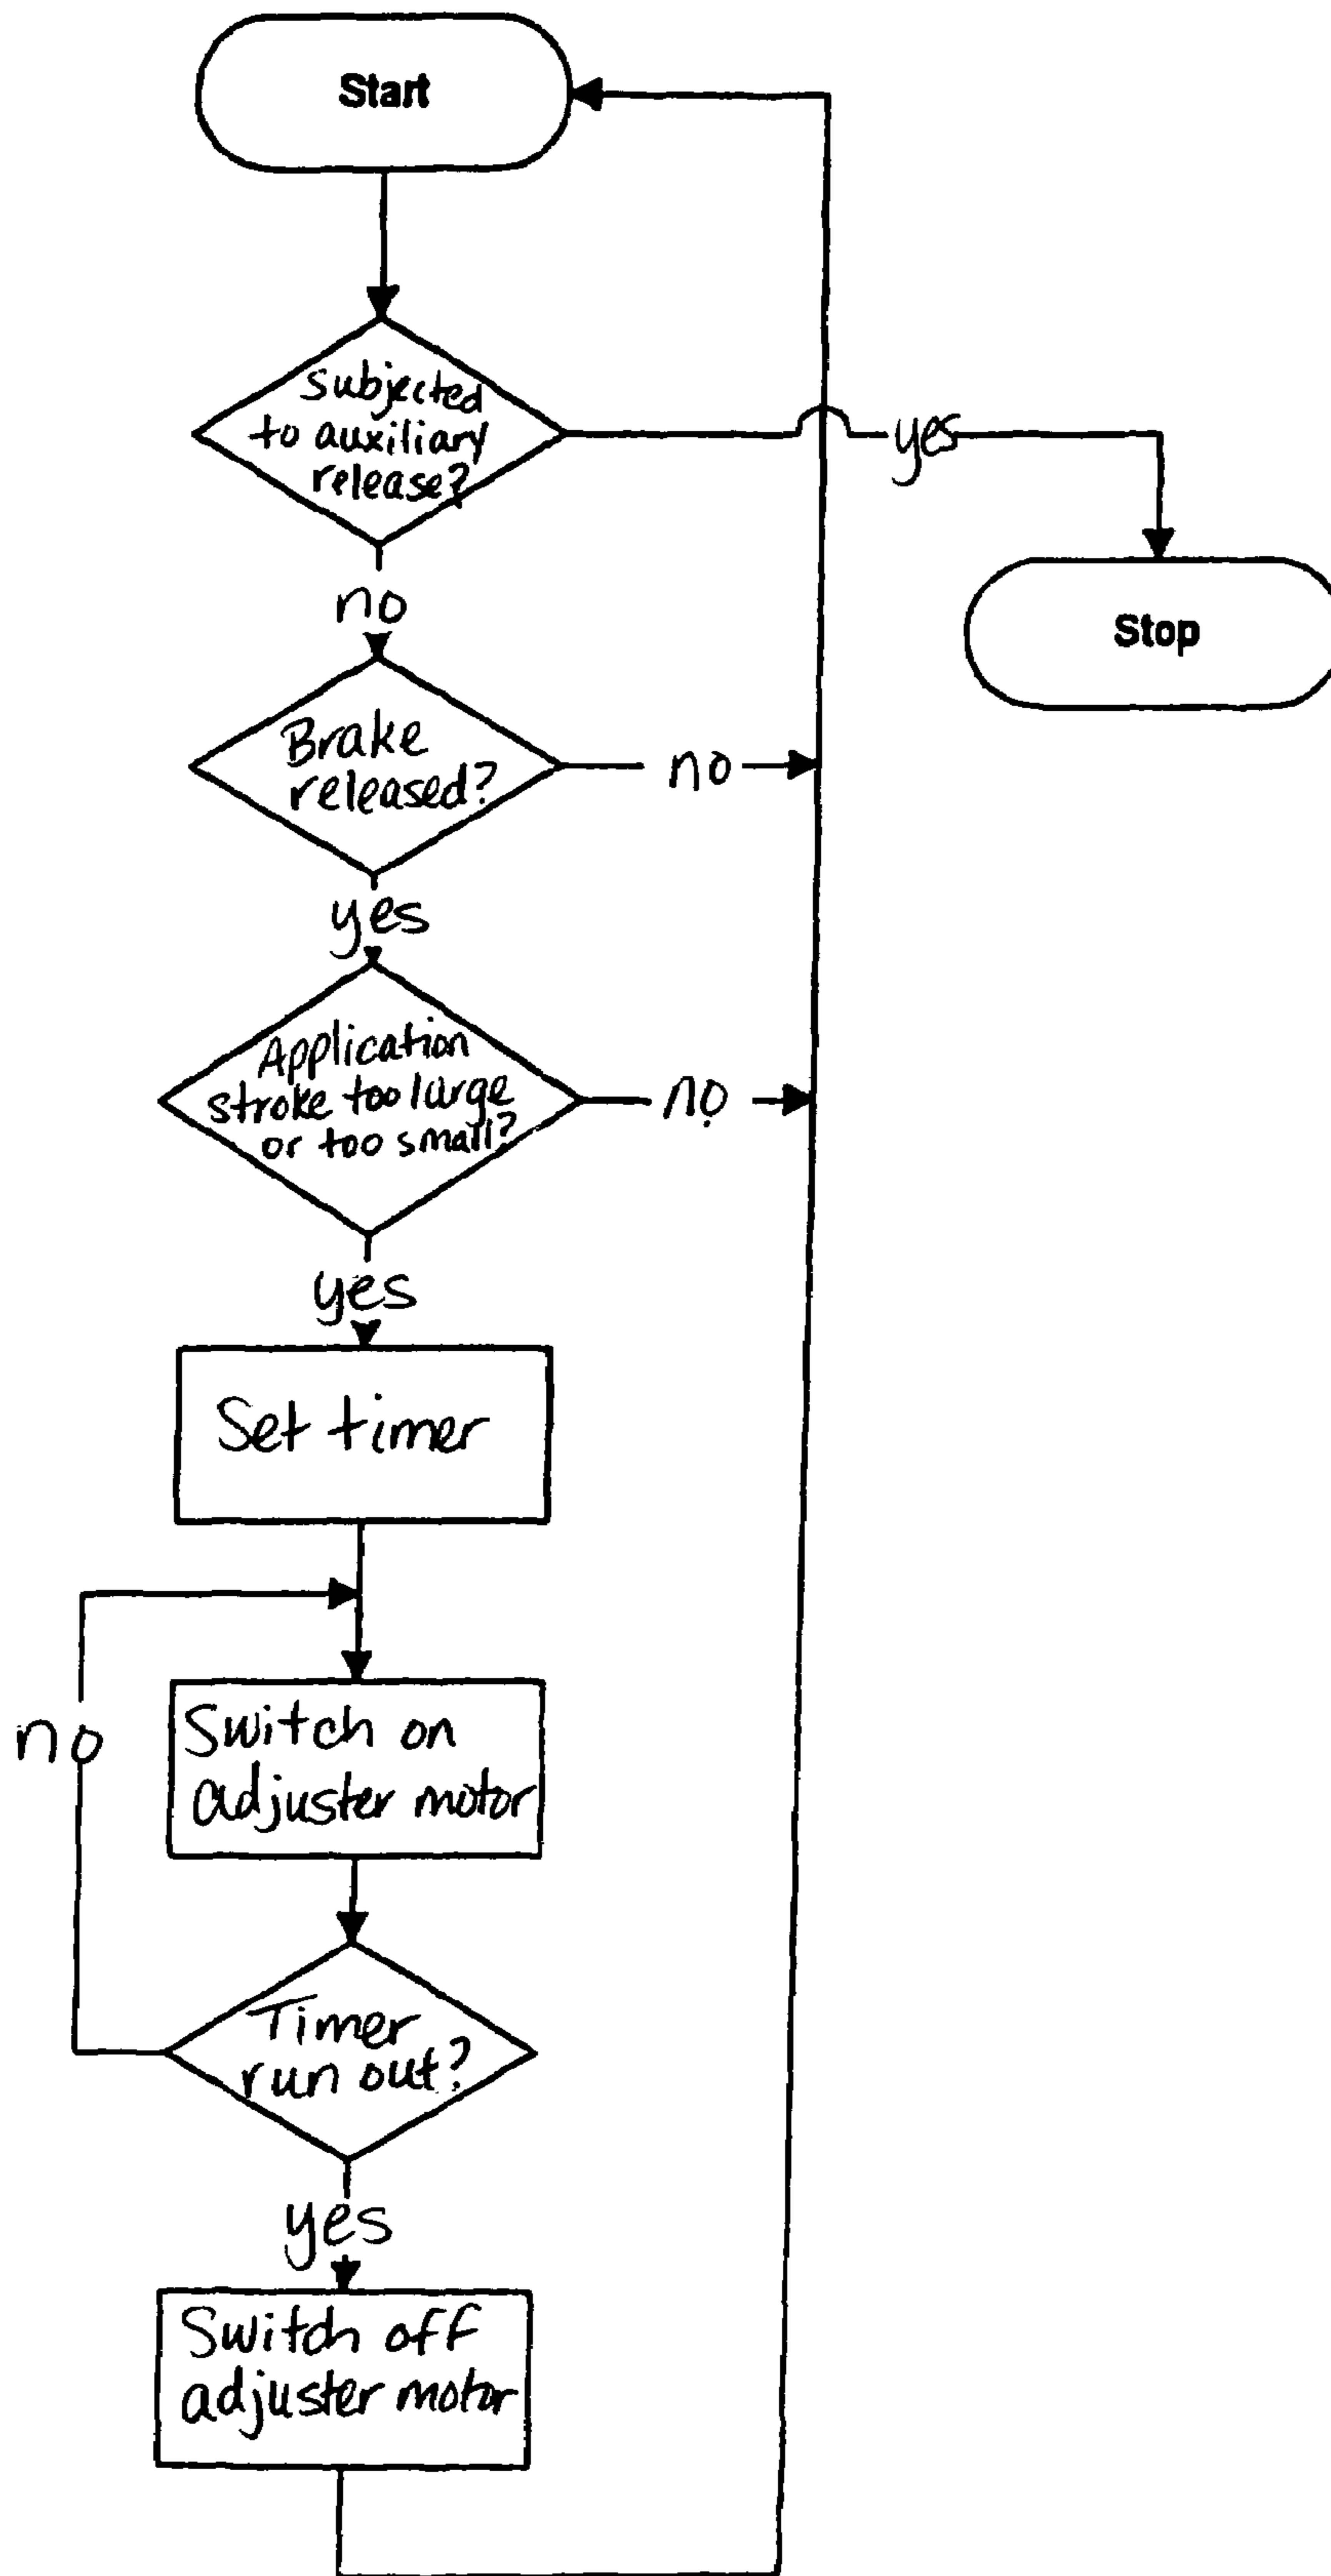 Start
Subjected
to auxiliary
release?
yes
Stop
no
Brake
released?
no
yes
Application
stroke too large
or too small?
no
yes
Set timer
no
Switch on
adjuster motor
Timer
run out?
yes
Switch off
adjuster motor